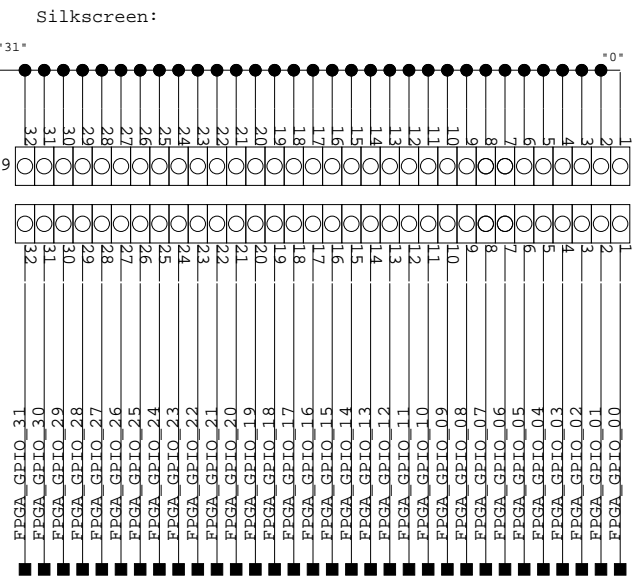 Silkscreen:
"31"
"0"
32 31 30 29 28 27 26 25 24 23 22 21 20 19 18 17 16 15 14 13 12 11 10 9 8 7 6 5 4 3 2 1
9
32 31 30 29 28 27 26 25 24 23 22 21 20 19 18 17 16 15 14 13 12 11 10 9 8 7 6 5 4 3 2 1
FPGA_GPIO_31
FPGA_GPIO_30
FPGA_GPIO_29
FPGA_GPIO_28
FPGA_GPIO_27
FPGA_GPIO_26
FPGA_GPIO_25
FPGA_GPIO_24
FPGA_GPIO_23
FPGA_GPIO_22
FPGA_GPIO_21
FPGA_GPIO_20
FPGA_GPIO_19
FPGA_GPIO_18
FPGA_GPIO_17
FPGA_GPIO_16
FPGA_GPIO_15
FPGA_GPIO_14
FPGA_GPIO_13
FPGA_GPIO_12
FPGA_GPIO_11
FPGA_GPIO_10
FPGA_GPIO_09
FPGA_GPIO_08
FPGA_GPIO_07
FPGA_GPIO_06
FPGA_GPIO_05
FPGA_GPIO_04
FPGA_GPIO_03
FPGA_GPIO_02
FPGA_GPIO_01
FPGA_GPIO_00